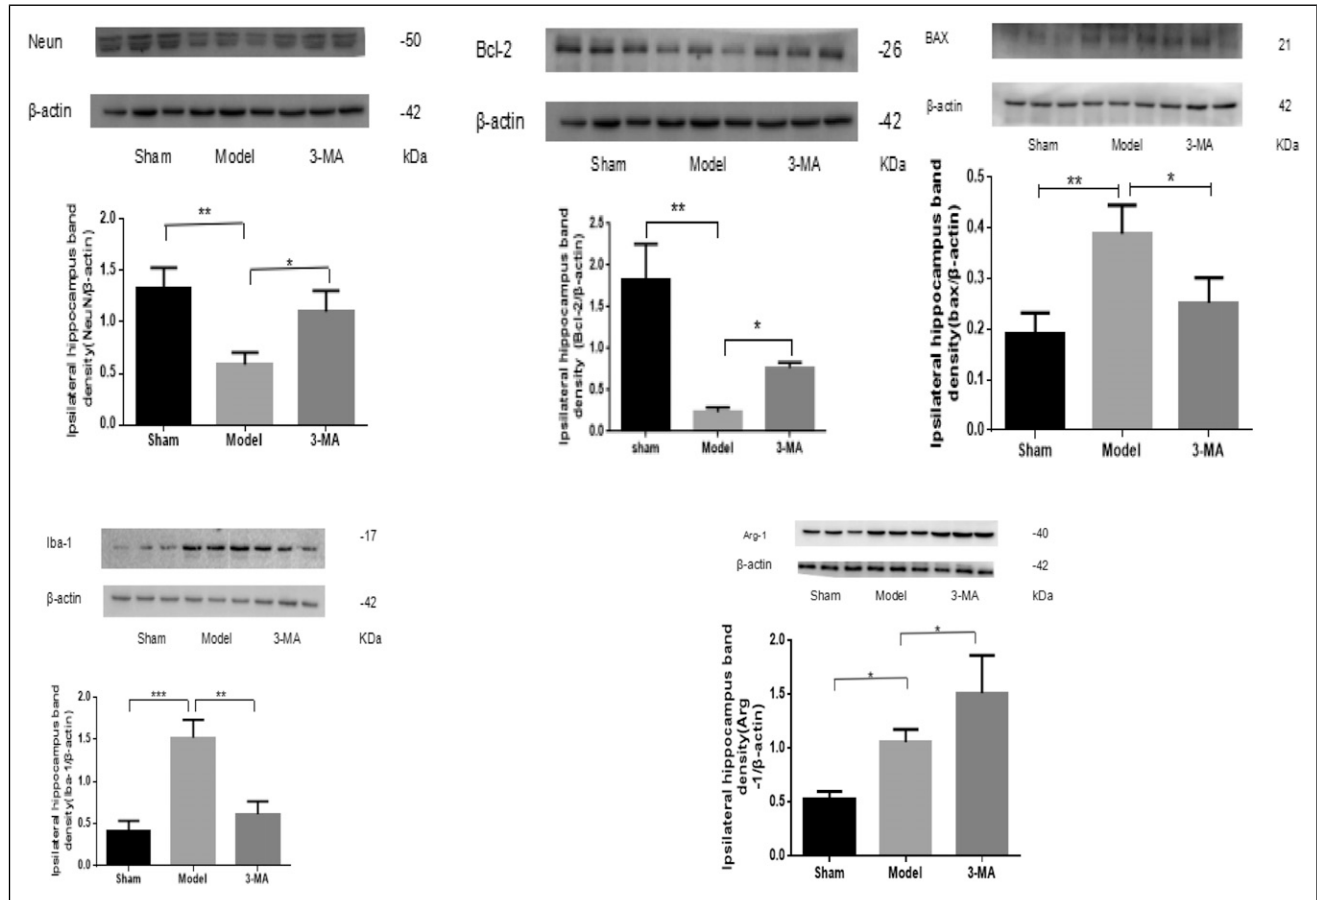 Neun
-50
β-actin
-42
Sham Model 3-MA kDa
**
*
Ipsilateral hippocampus band
density(NeuN/β-actin)
2.0
1.5
1.0
0.5
0.0
Sham Model 3-MA
Bcl-2
-26
β-actin
-42
Sham Model 3-MA KDa
**
*
Ipsilateral hippocampus band
density (Bcl-2/β-actin)
2.5
2.0
1.5
1.0
0.5
0.0
sham Model 3-MA
BAX
21
β-actin
42
Sham Model 3-MA KDa
**
*
Ipsilateral hippocampus band
density(bax/β-actin)
0.5
0.4
0.3
0.2
0.1
0.0
Sham Model 3-MA
Iba-1
-17
β-actin
-42
Sham Model 3-MA KDa
***
**
Ipsilateral hippocampus band
density(Iba-1/β-actin)
2.0
1.5
1.0
0.5
0.0
Sham Model 3-MA
Arg-1
-40
β-actin
-42
Sham Model 3-MA kDa
*
*
Ipsilateral hippocampus band
density(Arg
-1/β-actin)
2.0
1.5
1.0
0.5
0.0
Sham Model 3-MA